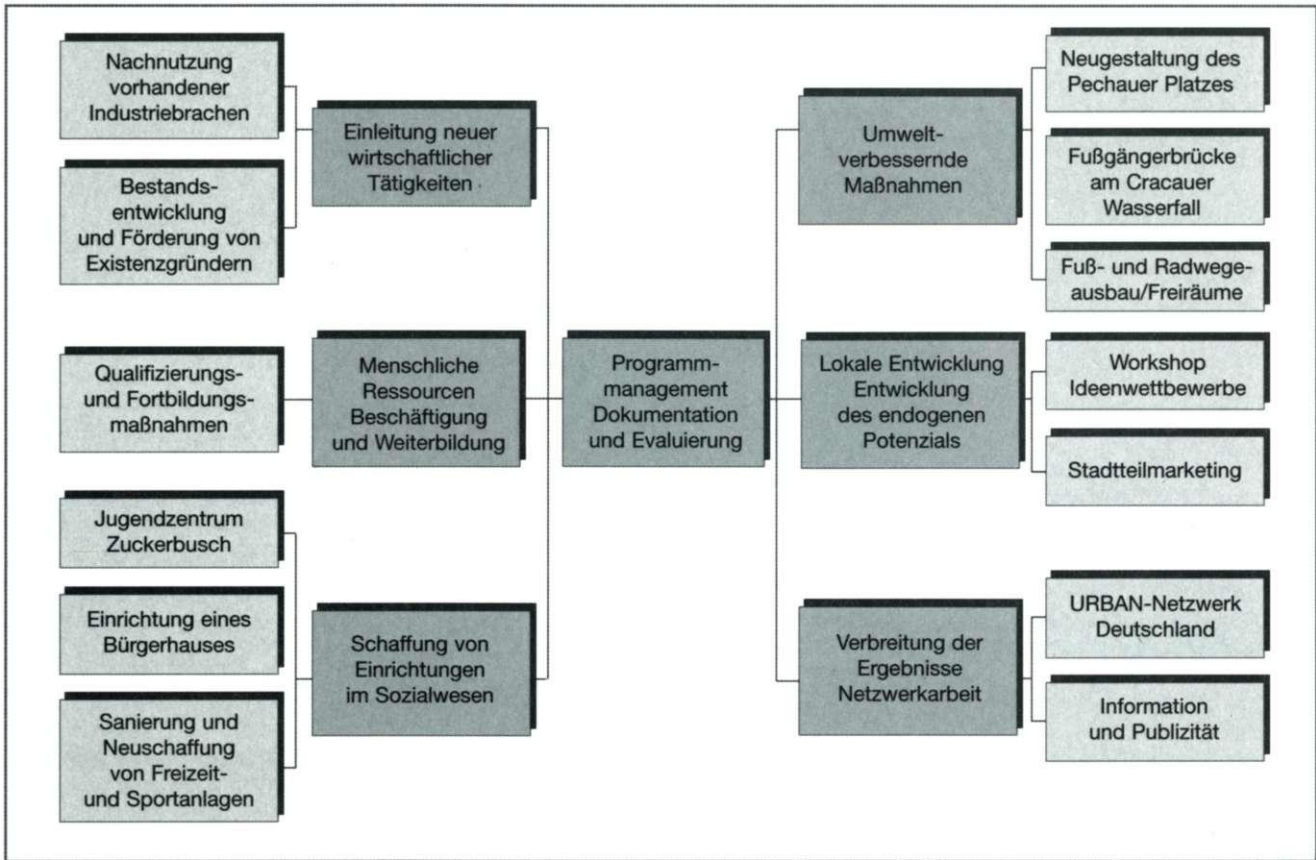 Nachnutzung
vorhandener
Industriebrachen
Bestands-
entwicklung
und Förderung von
Existenzgründern
Einleitung neuer
wirtschaftlicher
Tätigkeiten
Qualifizierungs-
und Fortbildungs-
maßnahmen
Menschliche
Ressourcen
Beschäftigung
und Weiterbildung
Jugendzentrum
Zuckerbusch
Einrichtung eines
Bürgerhauses
Sanierung und
Neuschaffung
von Freizeit-
und Sportanlagen
Schaffung von
Einrichtungen
im Sozialwesen
Programm-
management
Dokumentation
und Evaluierung
Umwelt-
verbessernde
Maßnahmen
Neugestaltung des
Pechauer Platzes
Fußgängerbrücke
am Cracauer
Wasserfall
Fuß- und Radwege-
ausbau/Freiräume
Lokale Entwicklung
Entwicklung
des endogenen
Potenzials
Workshop
Ideenwettbewerbe
Stadtteilmarketing
Verbreitung der
Ergebnisse
Netzwerkarbeit
URBAN-Netzwerk
Deutschland
Information
und Publizität